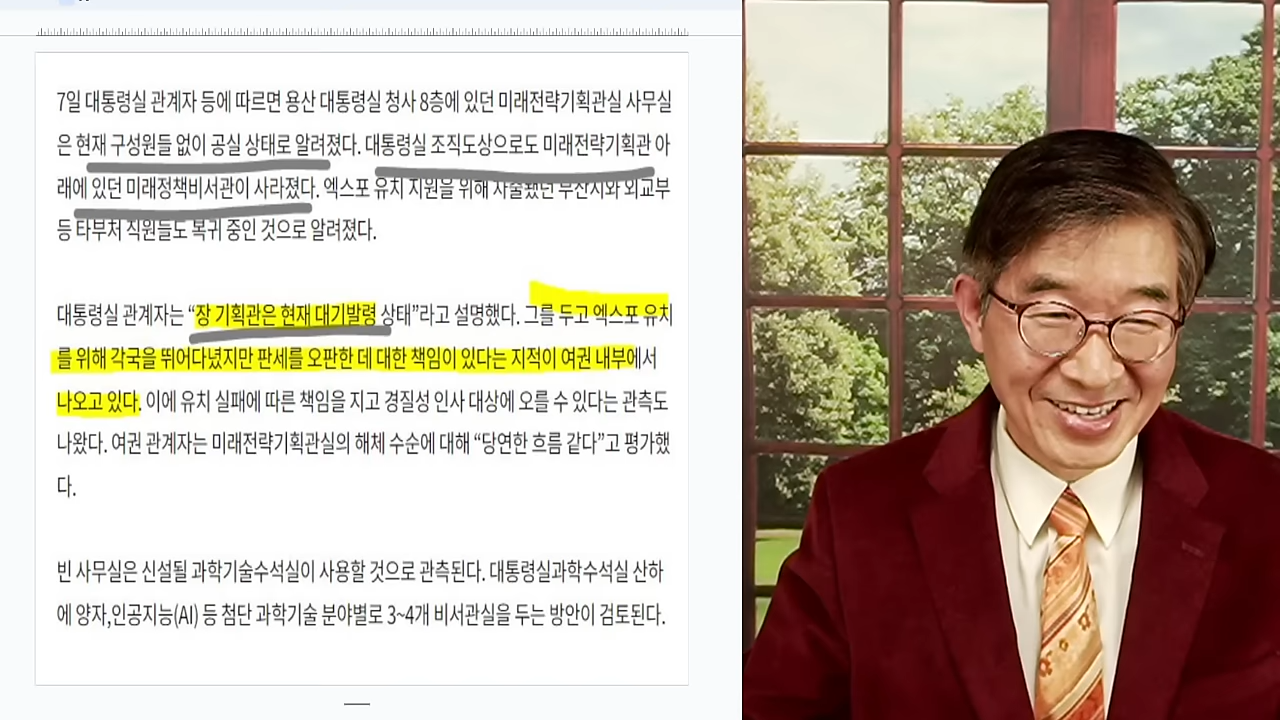 7일 대통령실 관계자 등에 따르면 용산 대통령실 청사 8층에 있던 미래전략기획관실 사무실
은 현재 구성원들 없이 공실 상태로 알려졌다. 대통령실 조직도상으로도 미래전략기획관 아
래에 있던 미래정책비서관이 사라졌다. 엑스포 유치 지원을 위해 차출됐던 부산시와 외교부
등 타부처 직원들도 복귀 중인 것으로 알려졌다.
대통령실 관계자는 “장 기획관은 현재 대기발령 상태”라고 설명했다. 그를 두고 엑스포 유치
를 위해 각국을 뛰어다녔지만 판세를 오판한 데 대한 책임이 있다는 지적이 여권 내부에서
나오고 있다. 이에 유치 실패에 따른 책임을 지고 경질성 인사 대상에 오를 수 있다는 관측도
나왔다. 여권 관계자는 미래전략기획관실의 해체 수순에 대해 “당연한 흐름 같다”고 평가했
다.
빈 사무실은 신설될 과학기술수석실이 사용할 것으로 관측된다. 대통령실과학수석실 산하
에 양자,인공지능(AI) 등 첨단 과학기술 분야별로 3~4개 비서관실을 두는 방안이 검토된다.